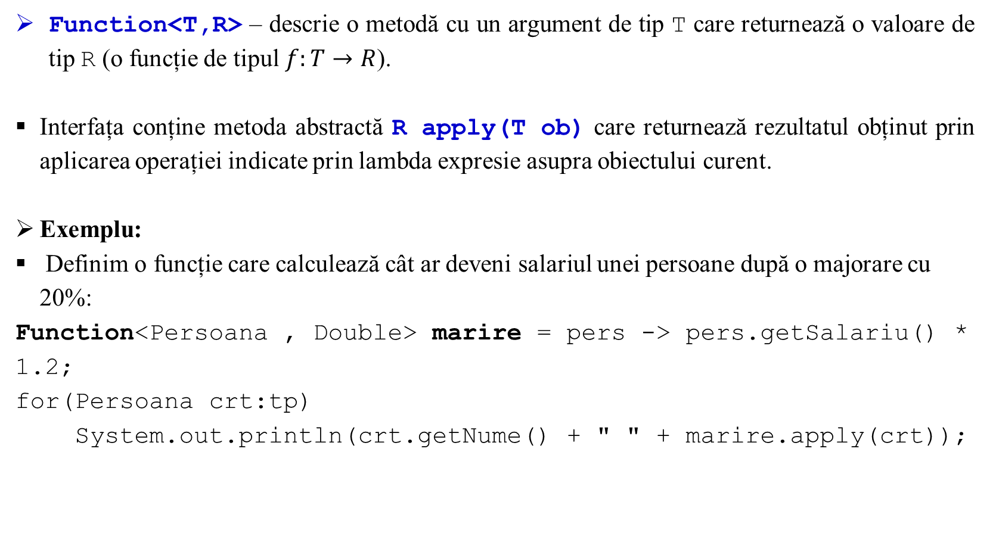 ➢ Function<T,R> – descrie o metodă cu un argument de tip T care returnează o valoare de
tip R (o funcție de tipul f: T → R).
▪ Interfața conține metoda abstractă R apply(T ob) care returnează rezultatul obținut prin
aplicarea operației indicate prin lambda expresie asupra obiectului curent.
➢ Exemplu:
▪ Definim o funcție care calculează cât ar deveni salariul unei persoane după o majorare cu
20%:
Function<Persoana , Double> marire = pers -> pers.getSalariu() *
1.2;
for(Persoana crt:tp)
    System.out.println(crt.getNume() + " " + marire.apply(crt));